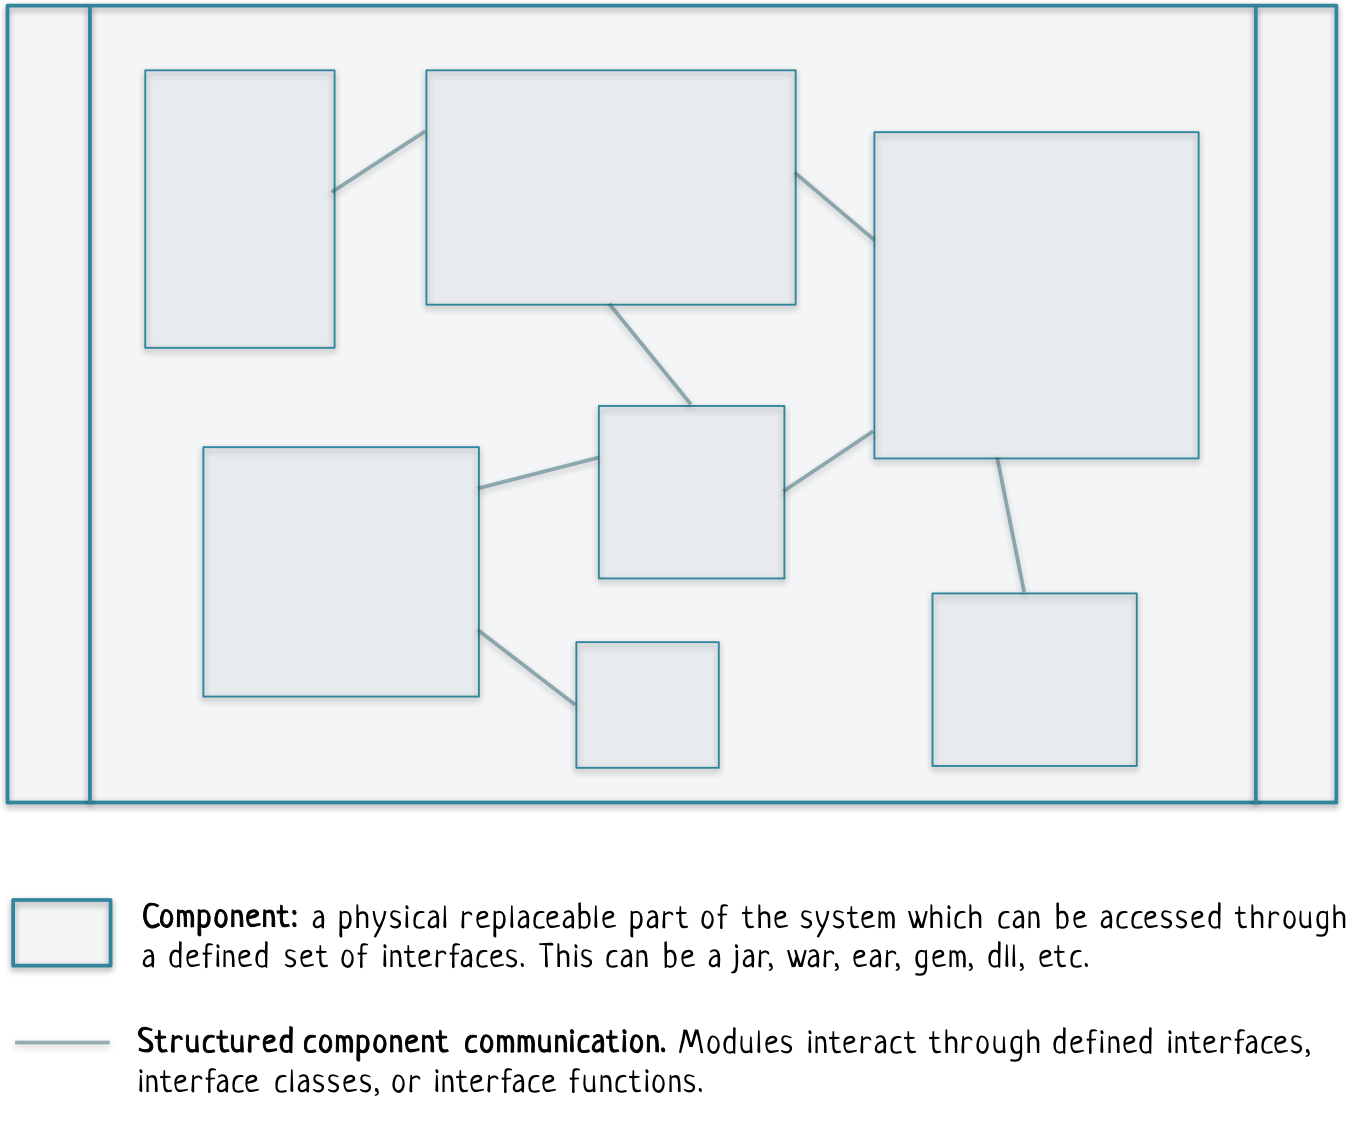 Component: a physical replaceable part of the system which can be accessed through
a defined set of interfaces. This can be a jar, war, ear, gem, dll, etc.
Structured component communication. Modules interact through defined interfaces,
interface classes, or interface functions.